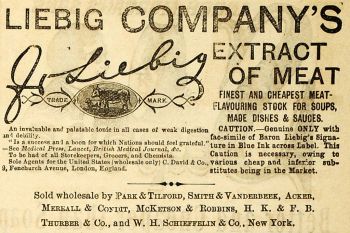 LIEBIG COMPANY'S
EXTRACT
OF MEAT
J. v. Liebig
TRADE MARK
FINEST AND CHEAPEST MEAT-
FLAVOURING STOCK FOR SOUPS,
MADE DISHES & SAUCES.
CAUTION.—Genuine ONLY with
fac-simile of Baron Liebig's Signa-
ture in Blue Ink across Label. This
Caution is necessary, owing to
various cheap and inferior sub-
stitutes being in the Market.
An invaluable and palatable tonic in all cases of weak digestion
and debility.
"Is a success and a boon for which Nations should feel grateful."
—See Medical Press, Lancet, British Medical Journal, &c.
To be had of all Storekeepers, Grocers, and Chemists.
Sole Agents for the United States (wholesale only) C. David & Co.,
9, Fenchurch Avenue, London, England.
Sold wholesale by PARK & TILFORD, SMITH & VANDERBEEK, ACKER,
MERRALL & CONDIT, MCKESSON & ROBBINS, H. K. & F. B.
THURBER & CO., and W. H. SCHIEFFELIN & CO., New York.